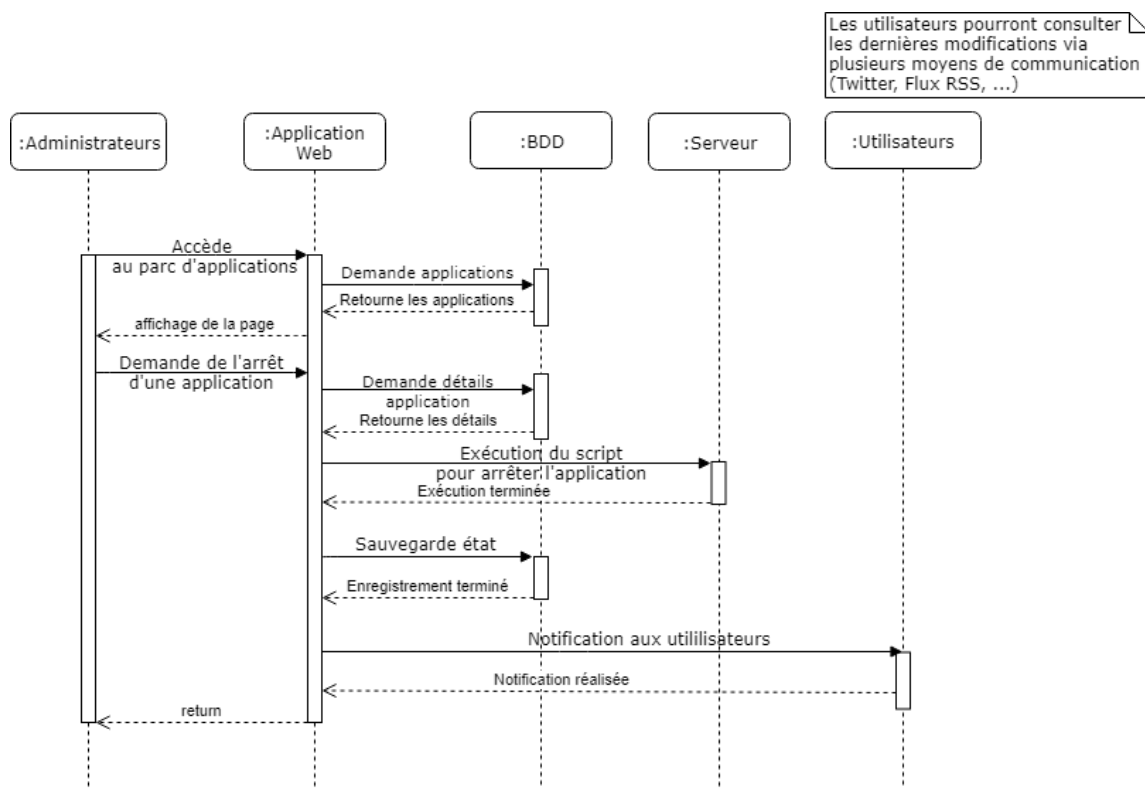 Les utilisateurs pourront consulter
les dernières modifications via
plusieurs moyens de communication
(Twitter, Flux RSS, ...)
:Administrateurs
:Application
Web
:BDD
:Serveur
:Utilisateurs
Accède
au parc d'applications
Demande applications
Retourne les applications
affichage de la page
Demande de l'arrêt
d'une application
Demande détails
application
Retourne les détails
Exécution du script
pour arrêter l'application
Exécution terminée
Sauvegarde état
Enregistrement terminé
Notification aux utililisateurs
Notification réalisée
return